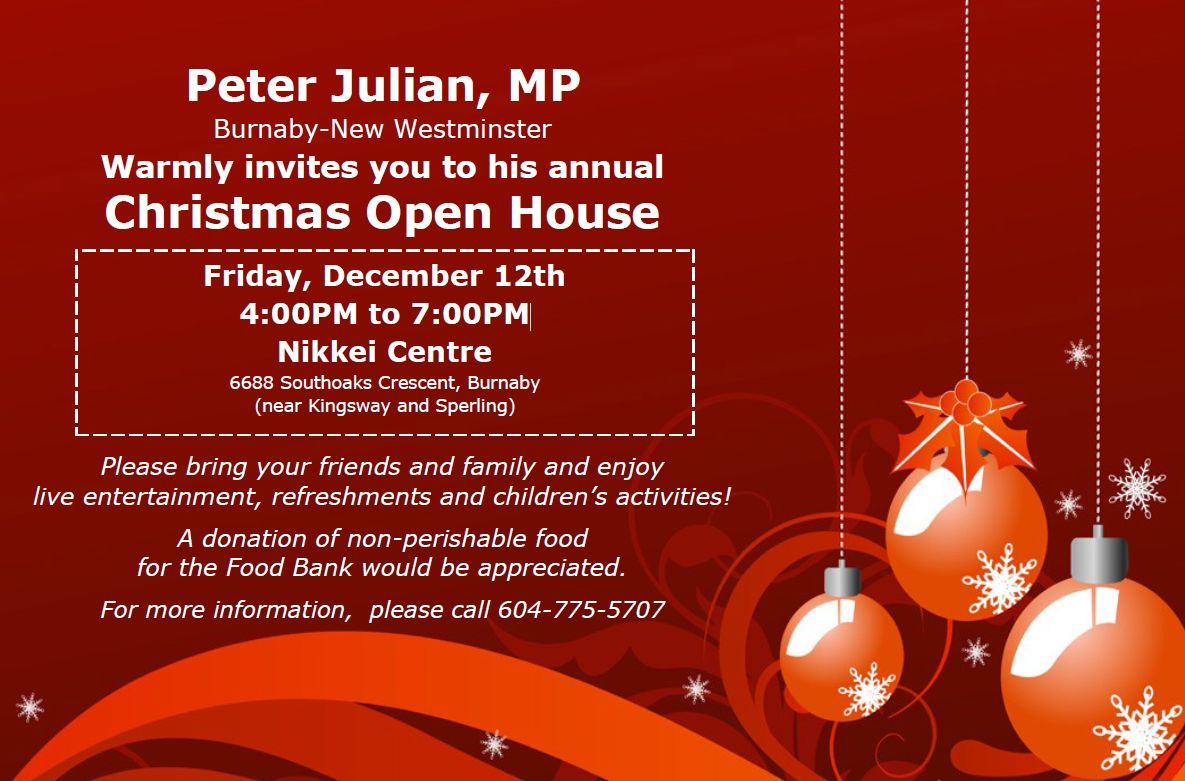 Peter Julian, MP
Burnaby-New Westminster
Warmly invites you to his annual
Christmas Open House
Friday, December 12th
4:00PM to 7:00PM
Nikkei Centre
6688 Southoaks Crescent, Burnaby
(near Kingsway and Sperling)
Please bring your friends and family and enjoy
live entertainment, refreshments and children’s activities!
A donation of non-perishable food
for the Food Bank would be appreciated.
For more information,  please call 604-775-5707